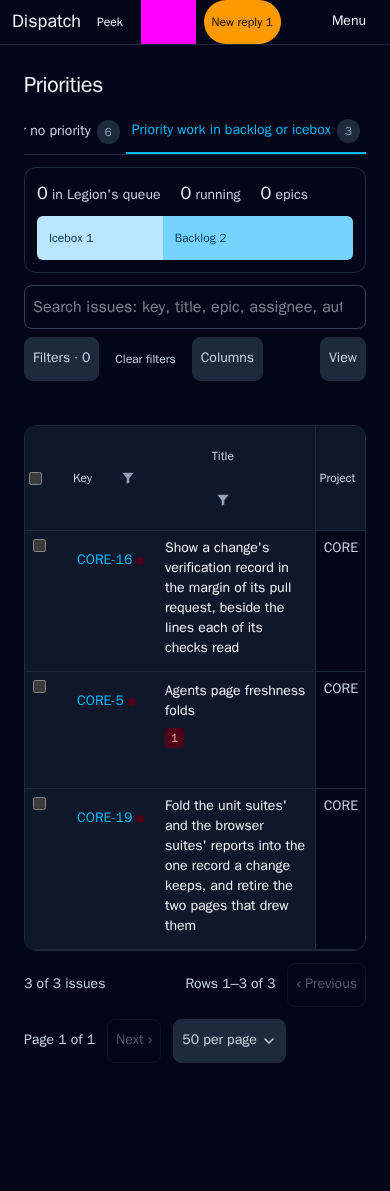 Dispatch Peek New reply 1 Menu
Priorities
no priority 6 Priority work in backlog or icebox 3
0 in Legion's queue 0 running 0 epics
Icebox 1 Backlog 2
Search issues: key, title, epic, assignee, aut
Filters · 0 Clear filters Columns View
Title
Key Project
CORE-16 Show a change's CORE
verification record in
the margin of its pull
request, beside the
lines each of its
checks read
CORE-5 Agents page freshness CORE
folds
1
CORE-19 Fold the unit suites' CORE
and the browser
suites' reports into the
one record a change
keeps, and retire the
two pages that drew
them
3 of 3 issues Rows 1–3 of 3 ‹ Previous
Page 1 of 1 Next › 50 per page